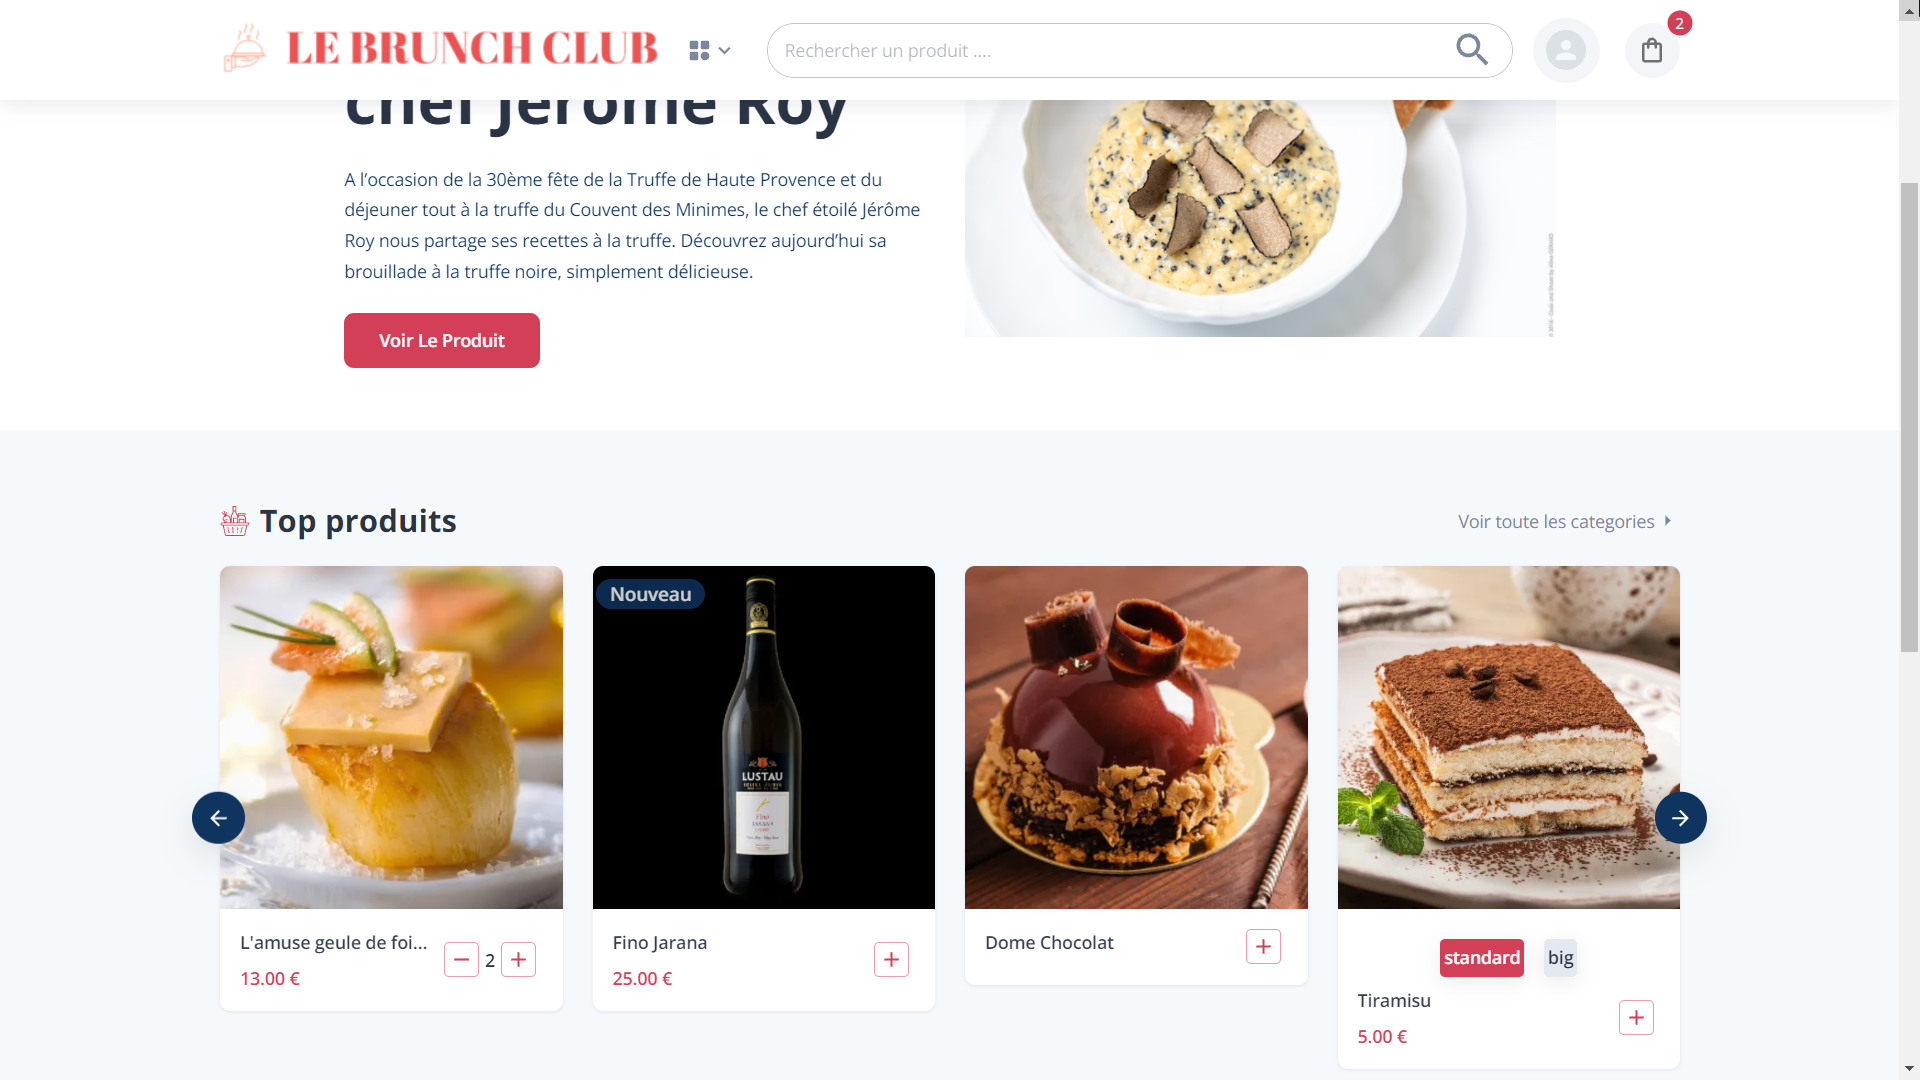 LE BRUNCH CLUB
Rechercher un produit ....
2
chef Jérôme Roy
A l’occasion de la 30ème fête de la Truffe de Haute Provence et du
déjeuner tout à la truffe du Couvent des Minimes, le chef étoilé Jérôme
Roy nous partage ses recettes à la truffe. Découvrez aujourd’hui sa
brouillade à la truffe noire, simplement délicieuse.
Voir Le Produit
Top produits
Voir toute les categories
Nouveau
LUSTAU
Fino
JARANA
L'amuse geule de foi...
13.00 €
2
Fino Jarana
25.00 €
Dome Chocolat
standard
big
Tiramisu
5.00 €